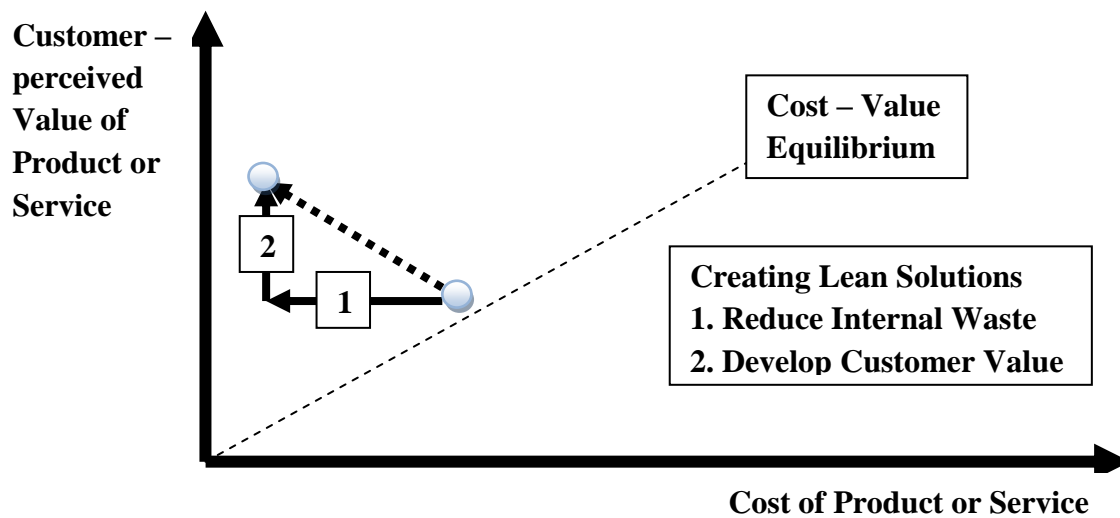 Customer –
perceived
Value of
Product or
Service
Cost – Value
Equilibrium
2
1
Creating Lean Solutions
1. Reduce Internal Waste
2. Develop Customer Value
Cost of Product or Service